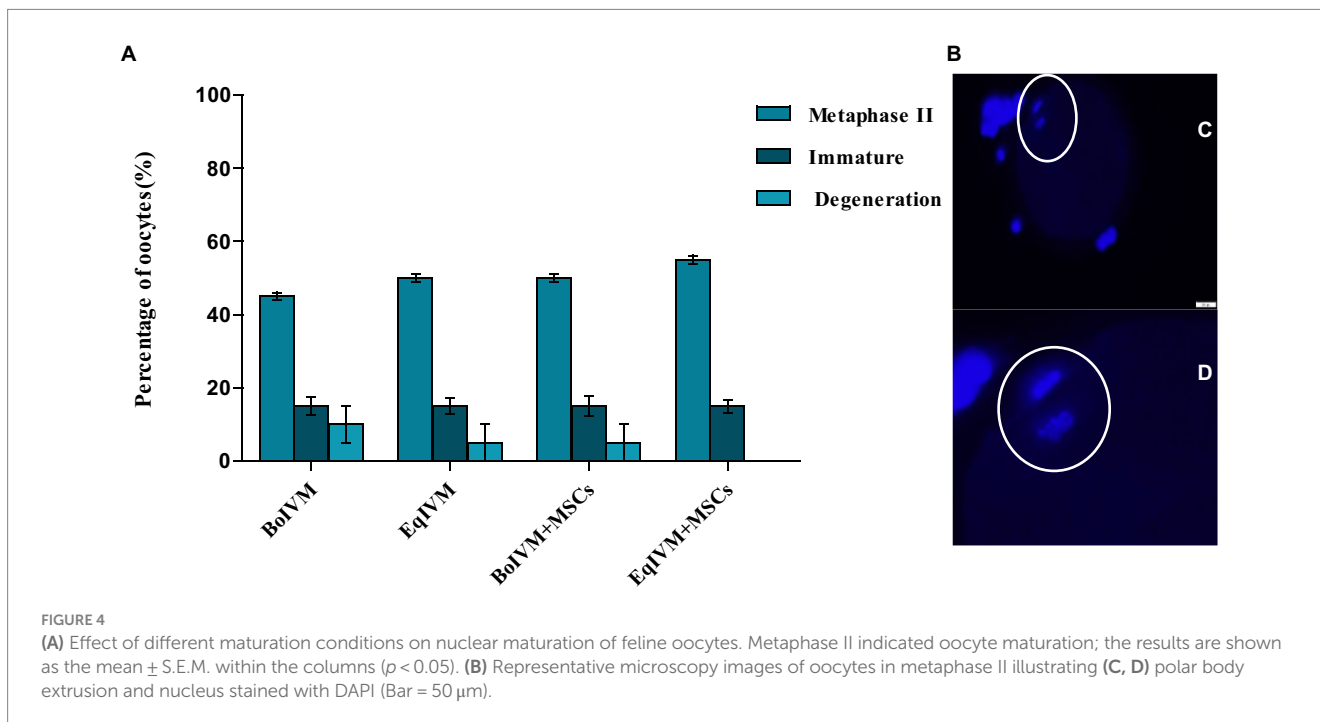 A
B
100
80
60
40
20
0
Percentage of oocytes(%)
Metaphase II
Immature
Degeneration
BoIVM
EqIVM
BoIVM+MSCs
EqIVM+MSCs
C
D
FIGURE 4
(A) Effect of different maturation conditions on nuclear maturation of feline oocytes. Metaphase II indicated oocyte maturation; the results are shown
as the mean ± S.E.M. within the columns (p < 0.05). (B) Representative microscopy images of oocytes in metaphase II illustrating (C, D) polar body
extrusion and nucleus stained with DAPI (Bar = 50 μm).